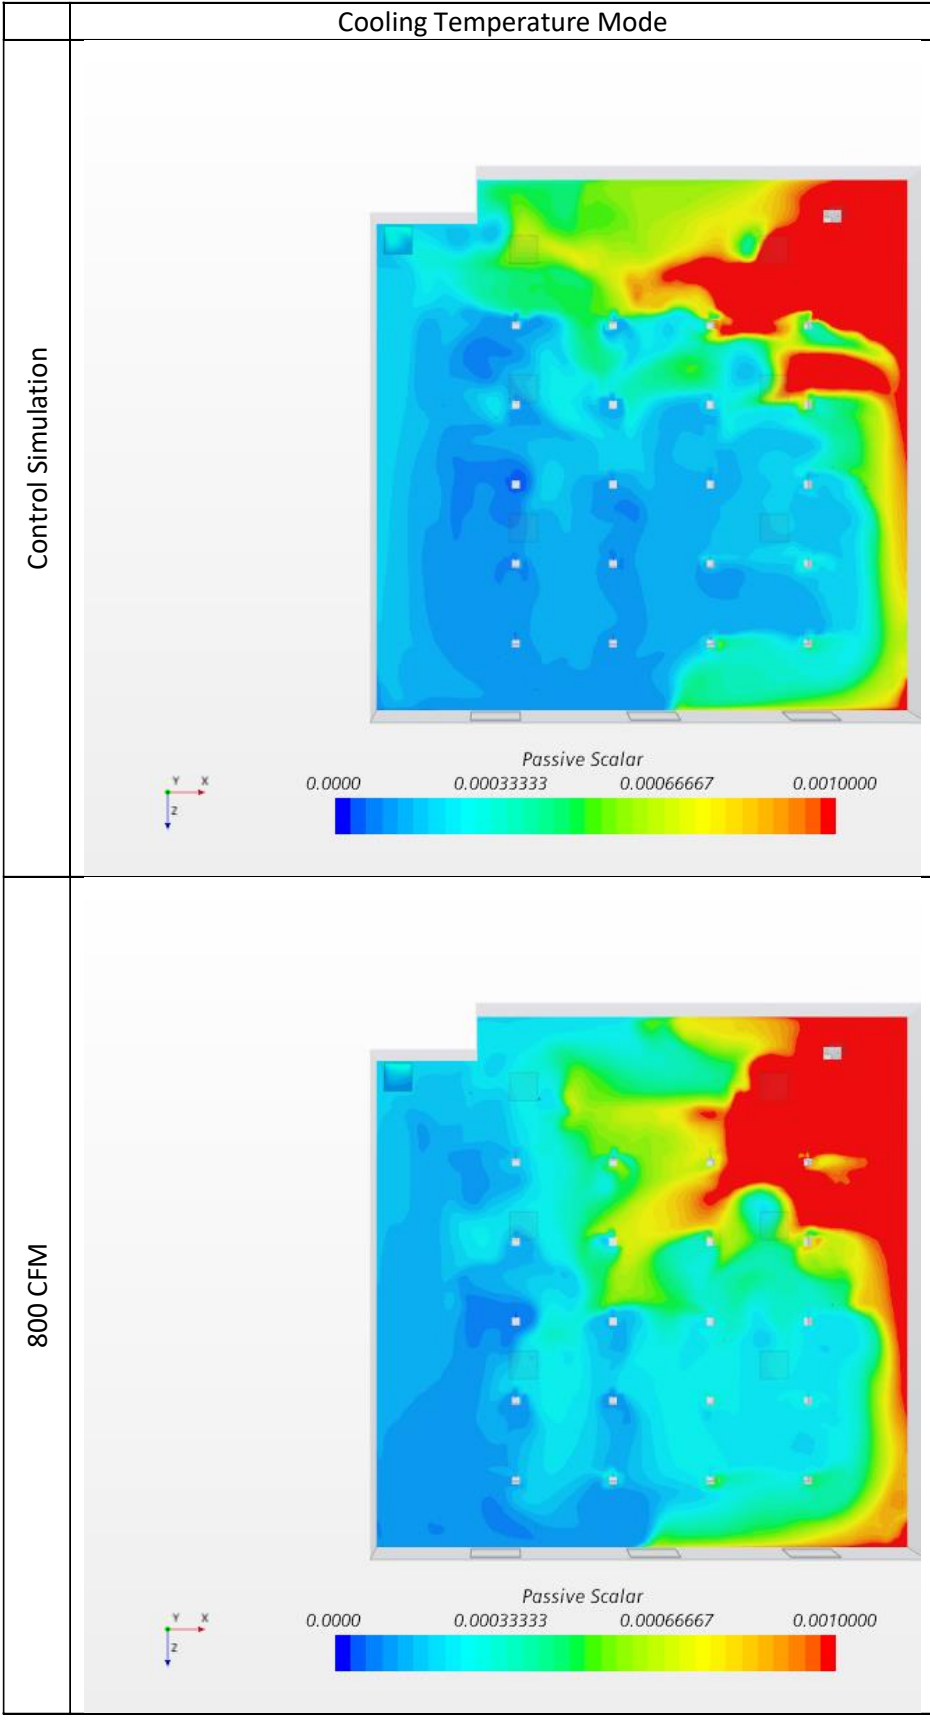 Cooling Temperature Mode
Control Simulation
Passive Scalar
0.0000 0.00033333 0.00066667 0.0010000
Y X
Z
800 CFM
Passive Scalar
0.0000 0.00033333 0.00066667 0.0010000
Y X
Z